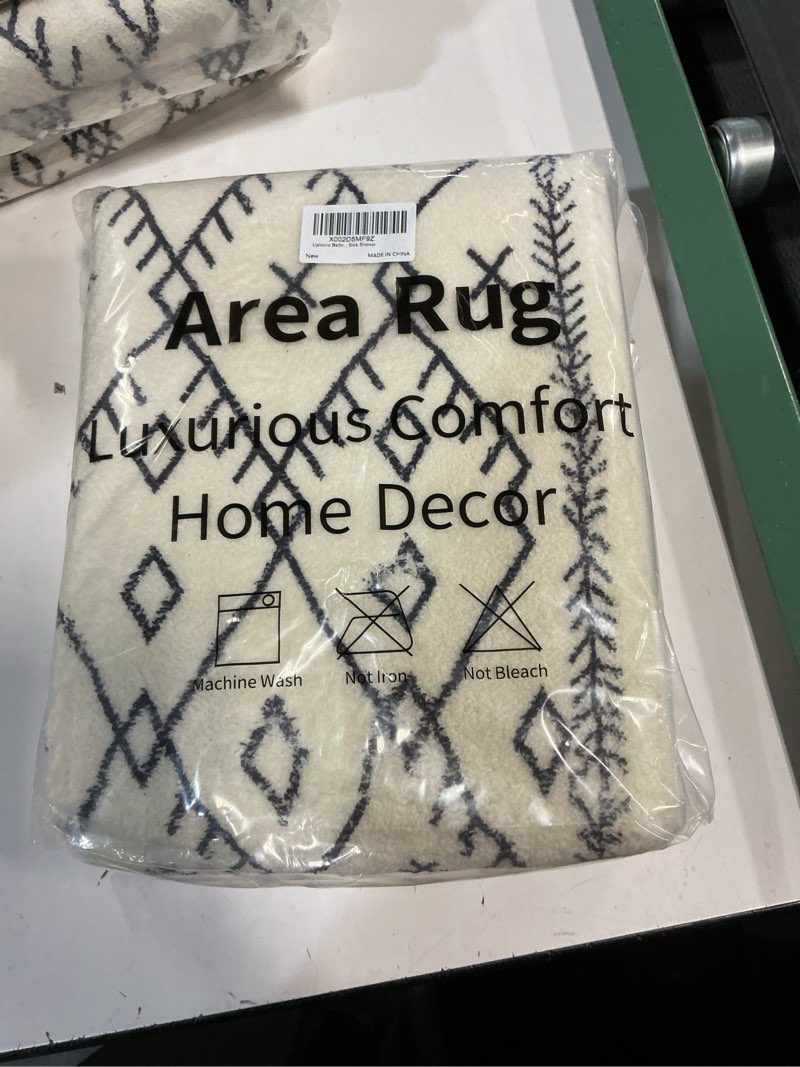 X002D5MF9Z
New
MADE IN CHINA
Area Rug
Luxurious Comfort
Home Decor
Machine Wash
Not Iron
Not Bleach